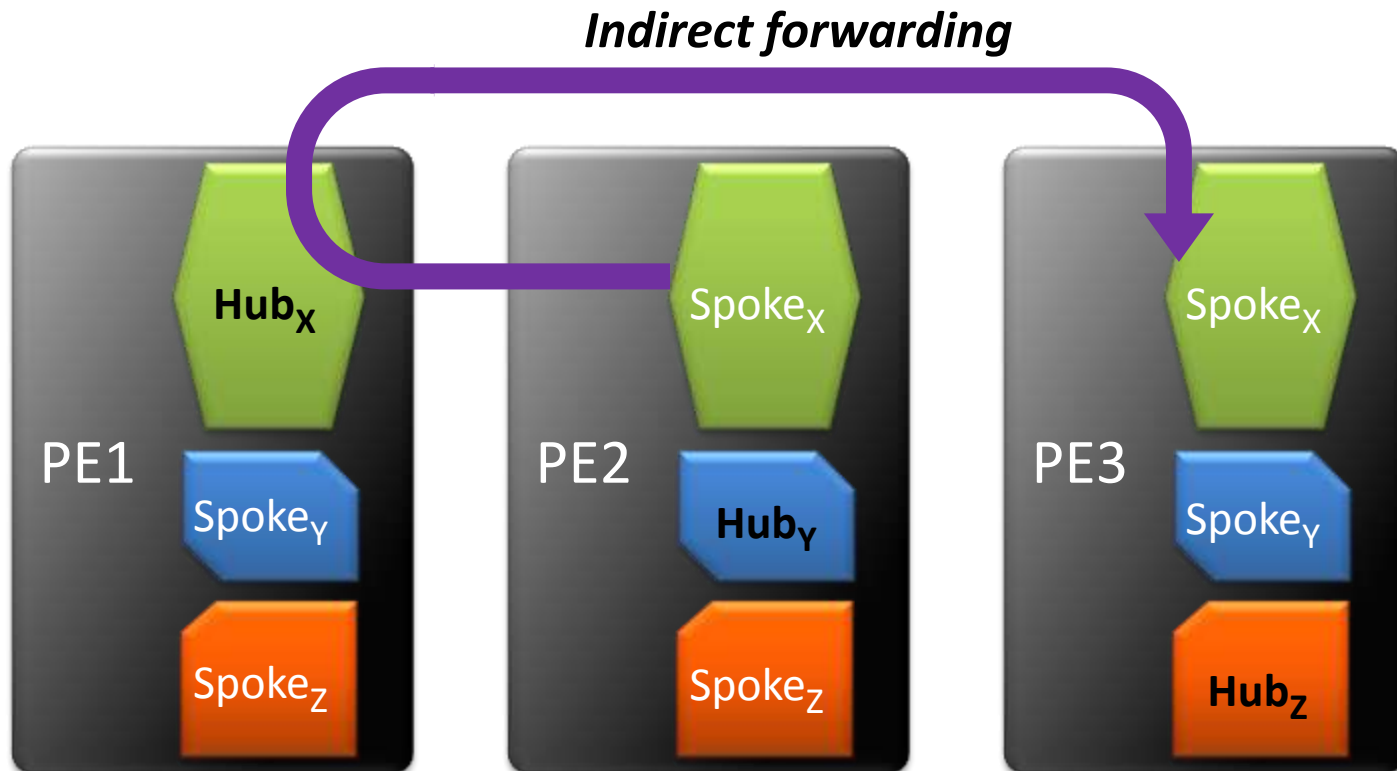 Indirect forwarding
PE1
Hub_X
Spoke_Y
Spoke_Z
PE2
Spoke_X
Hub_Y
Spoke_Z
PE3
Spoke_X
Spoke_Y
Hub_Z